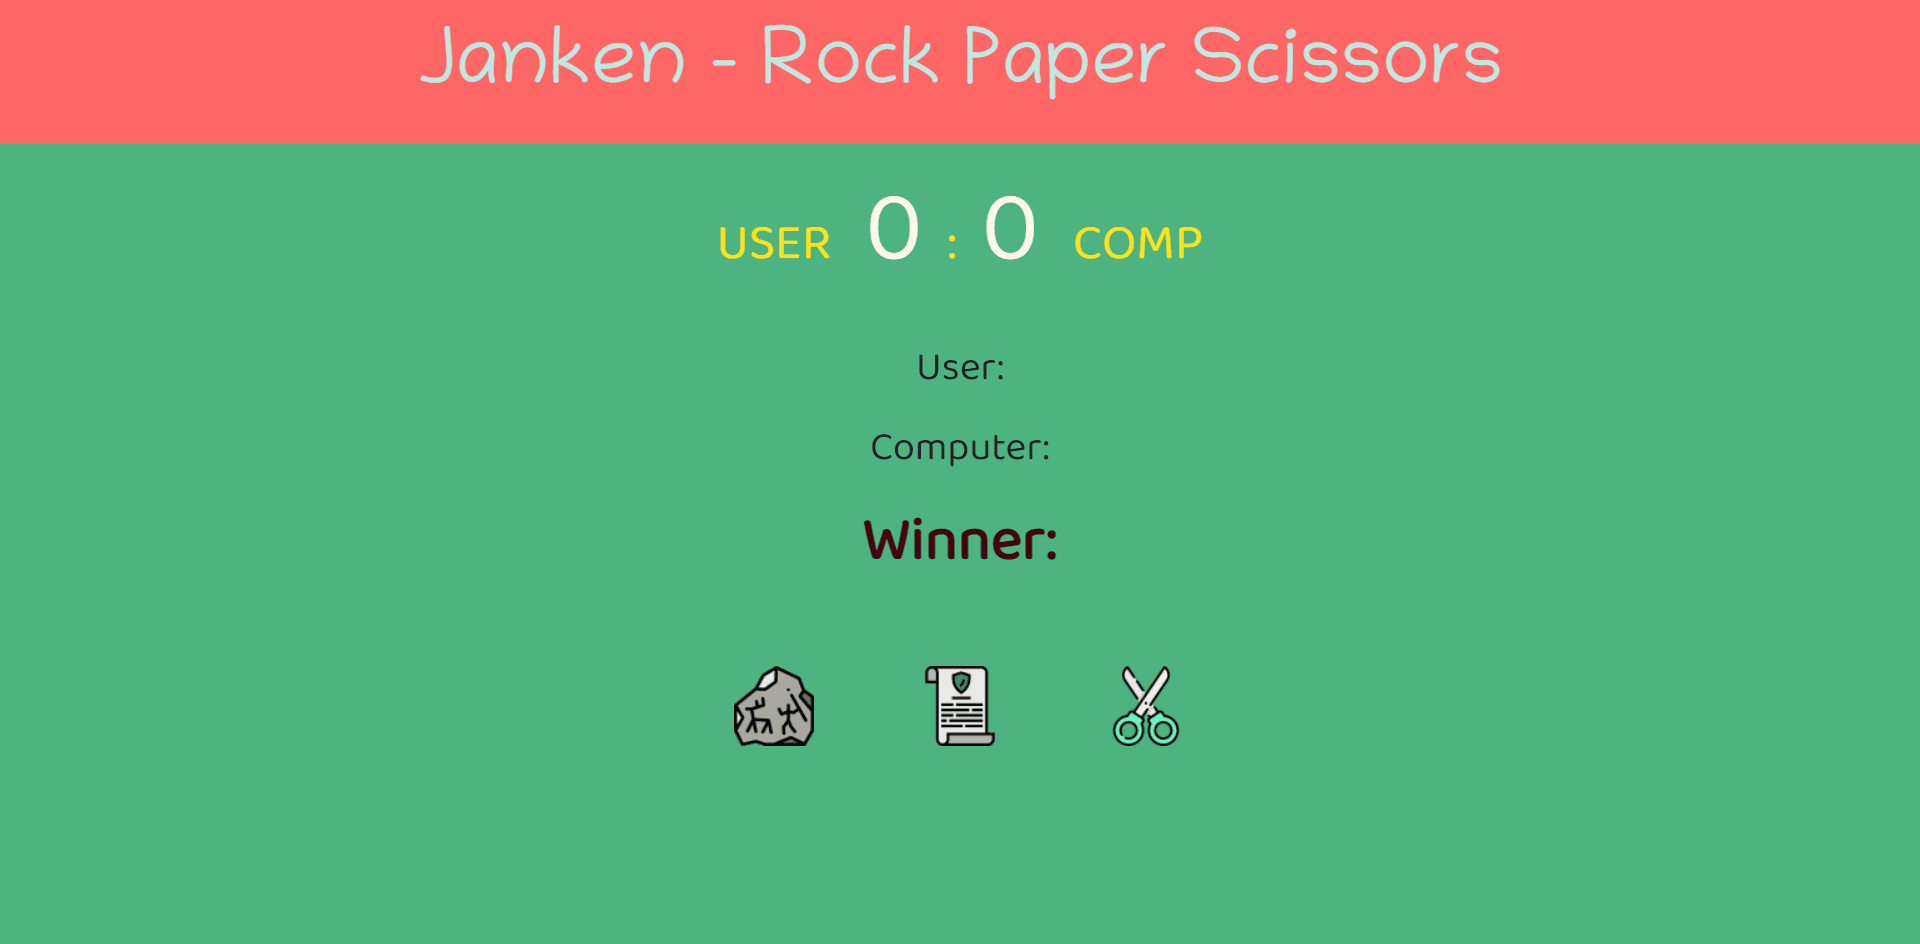 Janken - Rock Paper Scissors
USER 0 : 0 COMP
User:
Computer:
Winner: